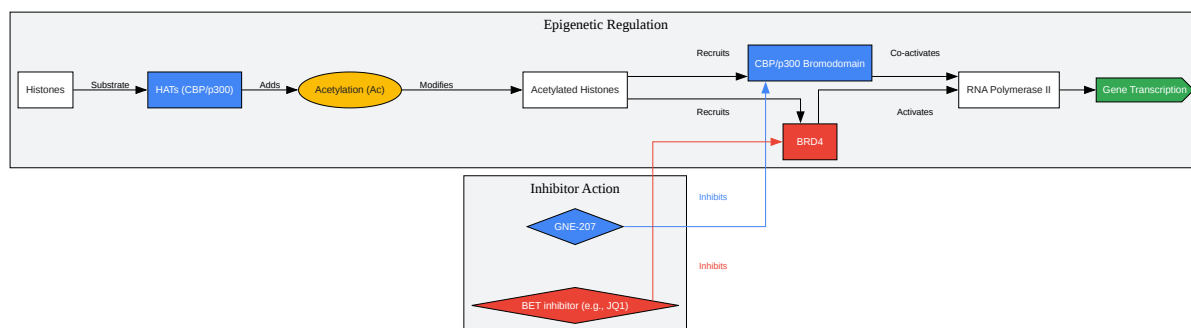 Epigenetic Regulation
Histones
Substrate
HATs (CBP/p300)
Adds
Acetylation (Ac)
Modifies
Acetylated Histones
Recruits
CBP/p300 Bromodomain
Co-activates
Recruits
BRD4
Activates
RNA Polymerase II
Gene Transcription
Inhibitor Action
GNE-207
Inhibits
BET inhibitor (e.g., JQ1)
Inhibits